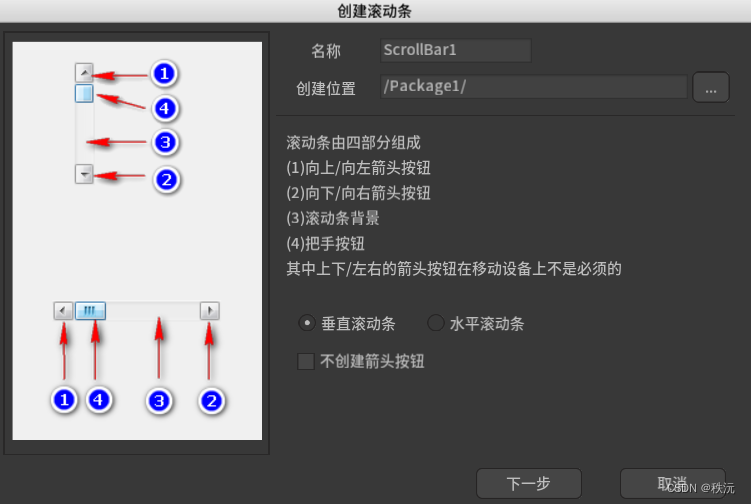 创建滚动条
名称
ScrollBar1
创建位置
/Package1/
...
滚动条由四部分组成
(1)向上/向左箭头按钮
(2)向下/向右箭头按钮
(3)滚动条背景
(4)把手按钮
其中上下/左右的箭头按钮在移动设备上不是必须的
垂直滚动条
水平滚动条
不创建箭头按钮
1
4
3
2
1
4
3
2
下一步
取消
CSDN @秩沅